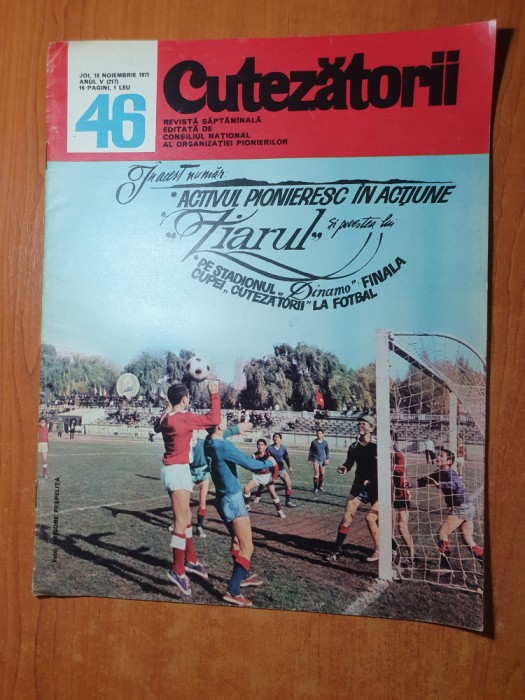 JOI, 18 NOIEMBRIE 1971
ANUL V (217)
16 PAGINI, 1 LEU
46
Cutezătorii
REVISTĂ SĂPTĂMÎNALĂ
EDITATĂ DE
CONSILIUL NAȚIONAL
AL ORGANIZAȚIEI PIONIERILOR
In acest număr:
*ACTIVUL PIONIERESC ÎN ACȚIUNE
*„Ziarul„ și povestea lui
*PE STADIONUL „Dinamo”: FINALA
CUPEI „CUTEZĂTORII” LA FOTBAL